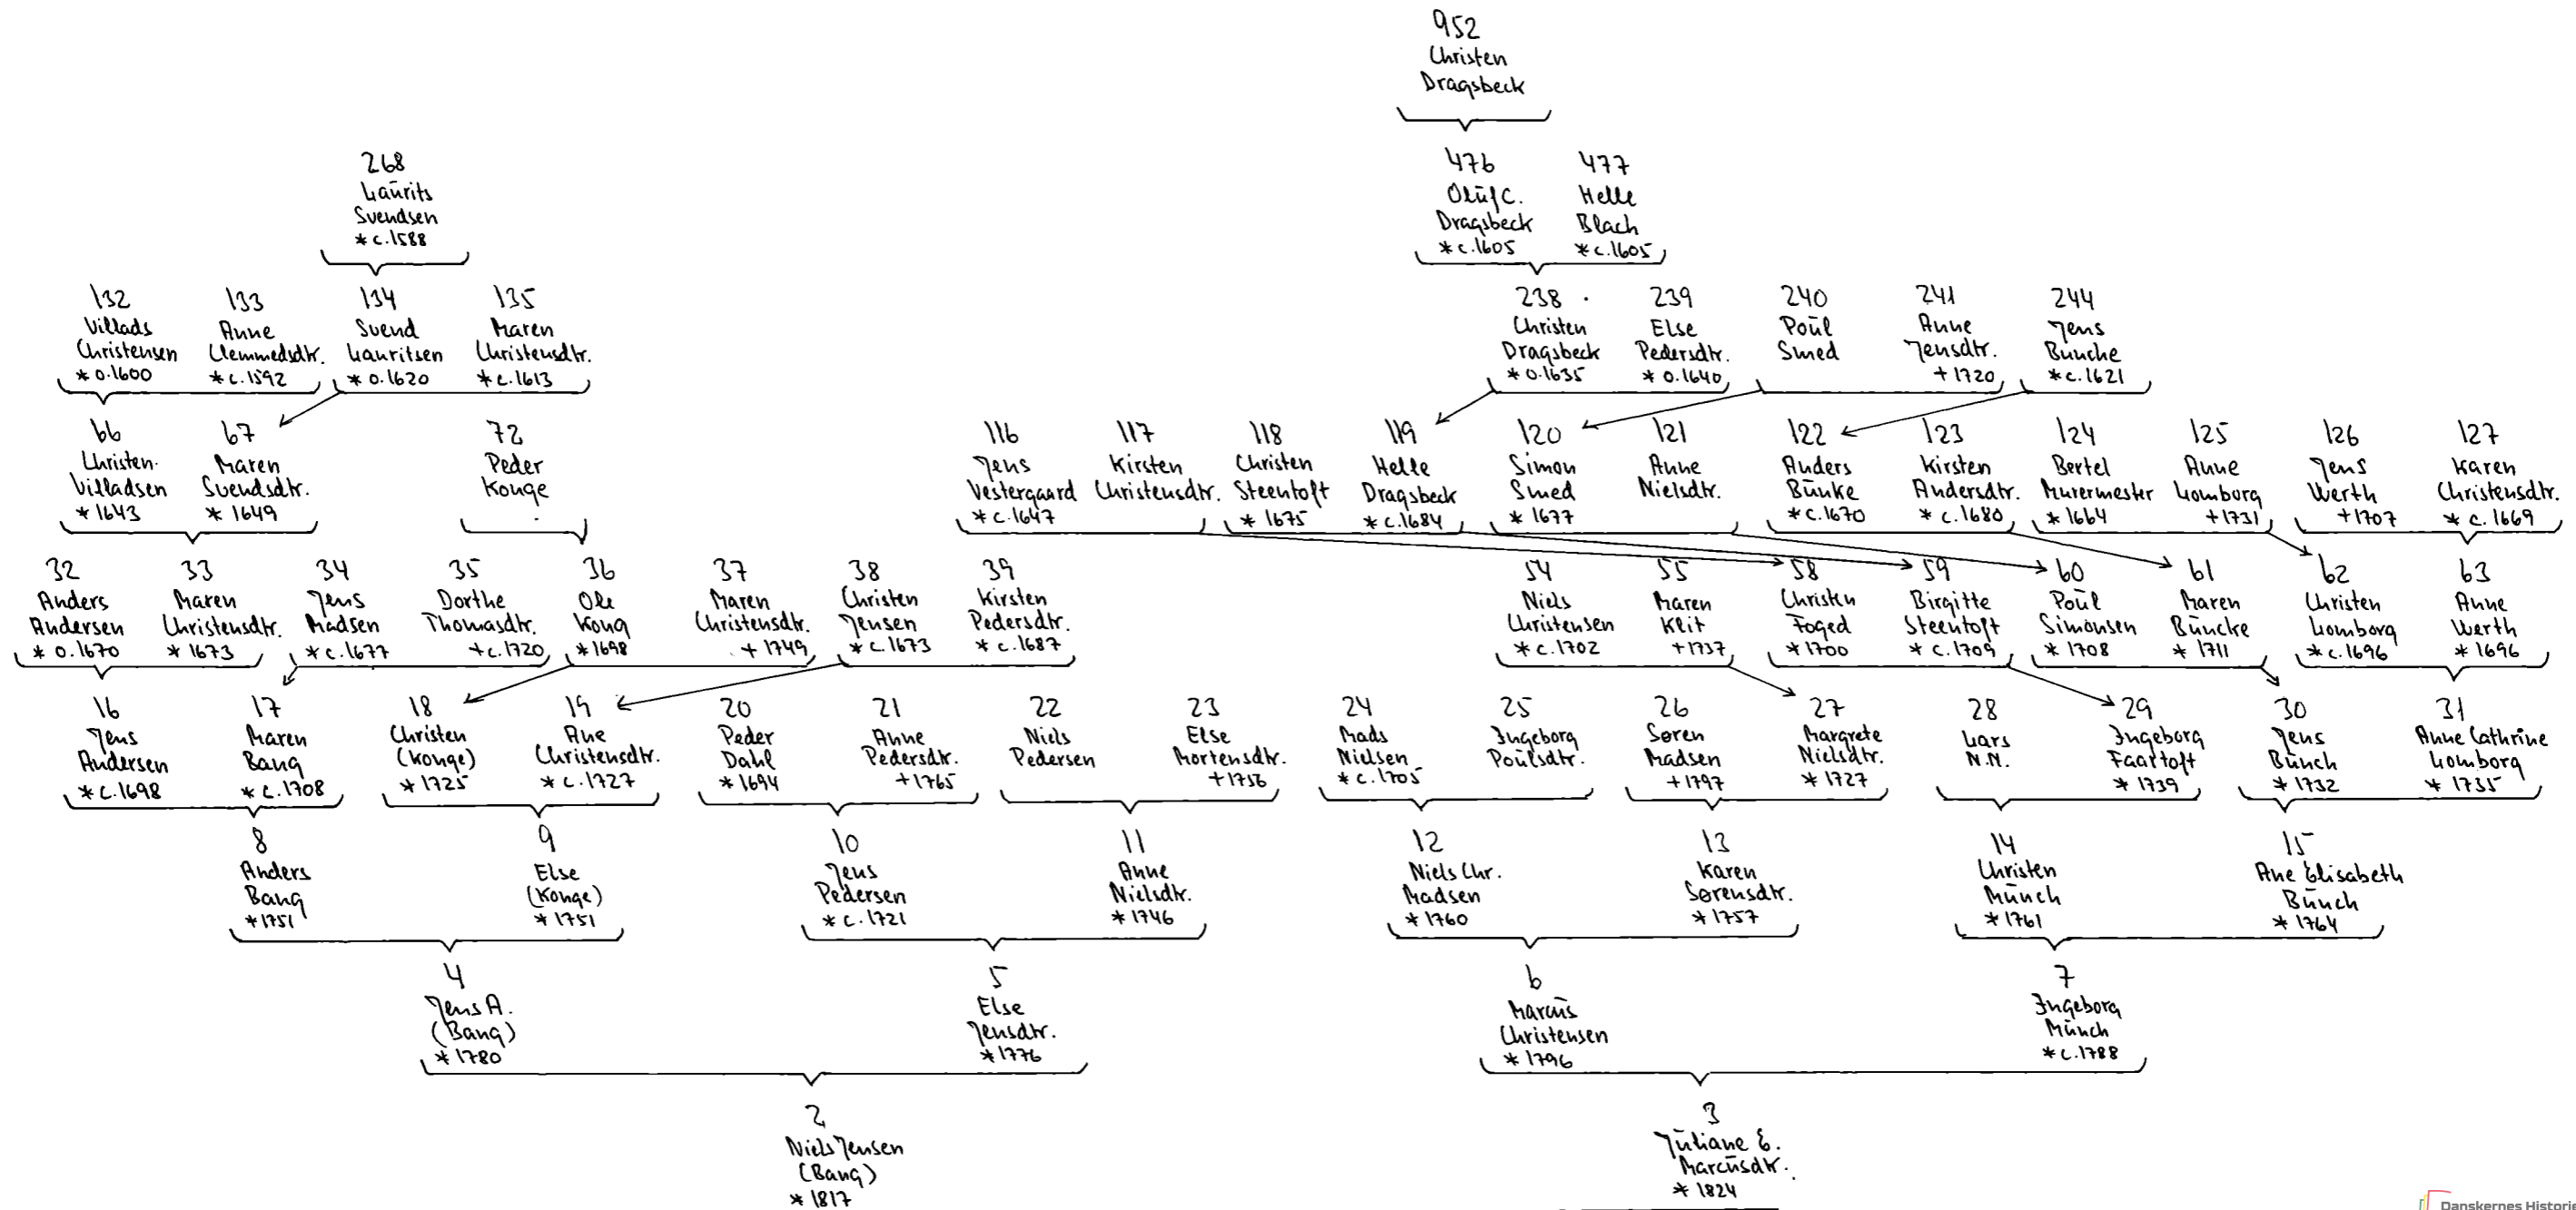 952
Christen
Dragsbeck
268
Laurits
Svendsen
*c.1588
476
Oluf C.
Dragsbeck
*c.1605
477
Helle
Blach
*c.1605
132
Villads
Christensen
*o.1600
133
Anne
Clemmedsdtr.
*c.1592
134
Svend
Lauritsen
*o.1620
135
Maren
Christensdtr.
*c.1613
238
Christen
Dragsbeck
*o.1635
239
Else
Pedersdtr.
*o.1640
240
Poul
Smed
241
Anne
Jensdtr.
+1720
244
Jens
Buncke
*c.1621
66
Christen
Villadsen
*1643
67
Maren
Svendsdtr.
*1649
72
Peder
Konge
116
Jens
Vestergaard
*c.1647
117
Kirsten
Christensdtr.
118
Christen
Steentoft
*1675
119
Helle
Dragsbeck
*c.1684
120
Simon
Smed
*1677
121
Anne
Nielsdtr.
122
Anders
Bunke
*c.1670
123
Kirsten
Andersdtr.
*c.1680
124
Bertel
Murermester
*1664
125
Anne
Lomborg
+1731
126
Jens
Werth
+1707
127
Karen
Christensdtr.
*c.1669
32
Anders
Andersen
*o.1670
33
Maren
Christensdtr.
*1673
34
Jens
Madsen
*c.1677
35
Dorthe
Thomasdtr.
+c.1720
36
Ole
Kong
*1698
37
Maren
Christensdtr.
+1749
38
Christen
Jensen
*c.1673
39
Kirsten
Pedersdtr.
*c.1687
54
Niels
Christensen
*c.1702
55
Maren
Klit
+1737
58
Christen
Foged
*1700
59
Birgitte
Steentoft
*c.1709
60
Poul
Simonsen
*1708
61
Maren
Buncke
*1711
62
Christen
Lomborg
*c.1696
63
Anne
Werth
*1696
16
Jens
Andersen
*c.1698
17
Maren
Bang
*c.1708
18
Christen
(Konge)
*1725
19
Ane
Christensdtr.
*c.1727
20
Peder
Dahl
*1694
21
Anne
Pedersdtr.
+1765
22
Niels
Pedersen
23
Else
Mortensdtr.
+1756
24
Mads
Nielsen
*c.1705
25
Ingeborg
Poulsdtr.
26
Søren
Madsen
+1797
27
Margrete
Nielsdtr.
*1727
28
Lars
N.N.
29
Ingeborg
Faartoft
*1739
30
Jens
Bunch
*1732
31
Anne Cathrine
Lomborg
*1735
8
Anders
Bang
*1751
9
Else
(Konge)
*1751
10
Jens
Pedersen
*c.1721
11
Anne
Nielsdtr.
*1746
12
Niels Chr.
Madsen
*1760
13
Karen
Sørensdtr.
*1757
14
Christen
Münch
*1761
15
Ane Elisabeth
Bunch
*1764
4
Jens A.
(Bang)
*1780
5
Else
Jensdtr.
*1776
6
Marcus
Christensen
*1796
7
Ingeborg
Münch
*c.1788
2
Niels Jensen
(Bang)
*1817
3
Juliane E.
Marcusdtr.
*1824
Danskernes Historie